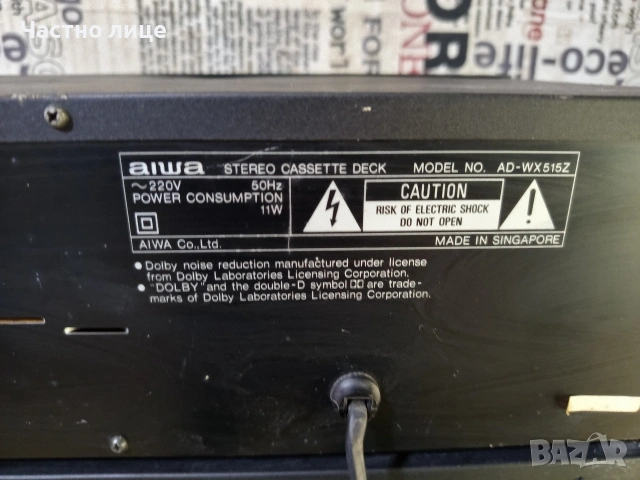 Частно лице
eco-life
aiwa STEREO CASSETTE DECK MODEL NO. AD-WX515Z
~220V 50Hz
POWER CONSUMPTION
11W
CAUTION
RISK OF ELECTRIC SHOCK
DO NOT OPEN
AIWA Co.,Ltd. MADE IN SINGAPORE
● Dolby noise reduction manufactured under license
from Dolby Laboratories Licensing Corporation.
● "DOLBY" and the double-D symbol are trade-
marks of Dolby Laboratories Licensing Corporation.
BAZAR